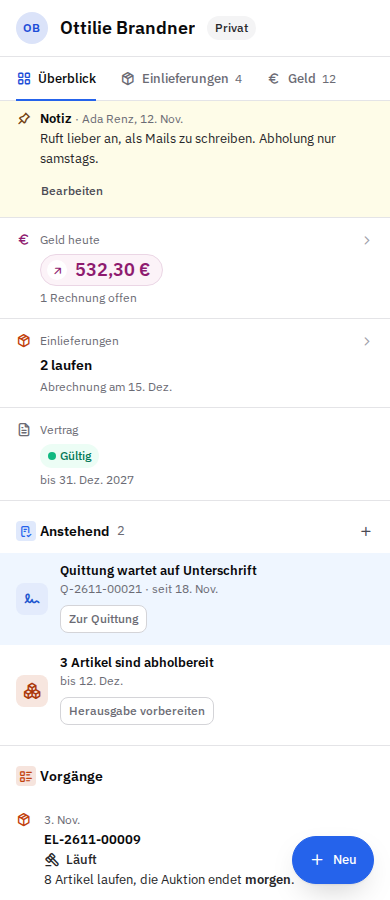 OB Ottilie Brandner Privat
Überblick Einlieferungen 4 Geld 12
Notiz · Ada Renz, 12. Nov.
Ruft lieber an, als Mails zu schreiben. Abholung nur
samstags.
Bearbeiten
Geld heute
532,30 €
1 Rechnung offen
Einlieferungen
2 laufen
Abrechnung am 15. Dez.
Vertrag
Gültig
bis 31. Dez. 2027
Anstehend 2
Quittung wartet auf Unterschrift
Q-2611-00021 · seit 18. Nov.
Zur Quittung
3 Artikel sind abholbereit
bis 12. Dez.
Herausgabe vorbereiten
Vorgänge
3. Nov.
EL-2611-00009
Läuft
8 Artikel laufen, die Auktion endet morgen.
Neu